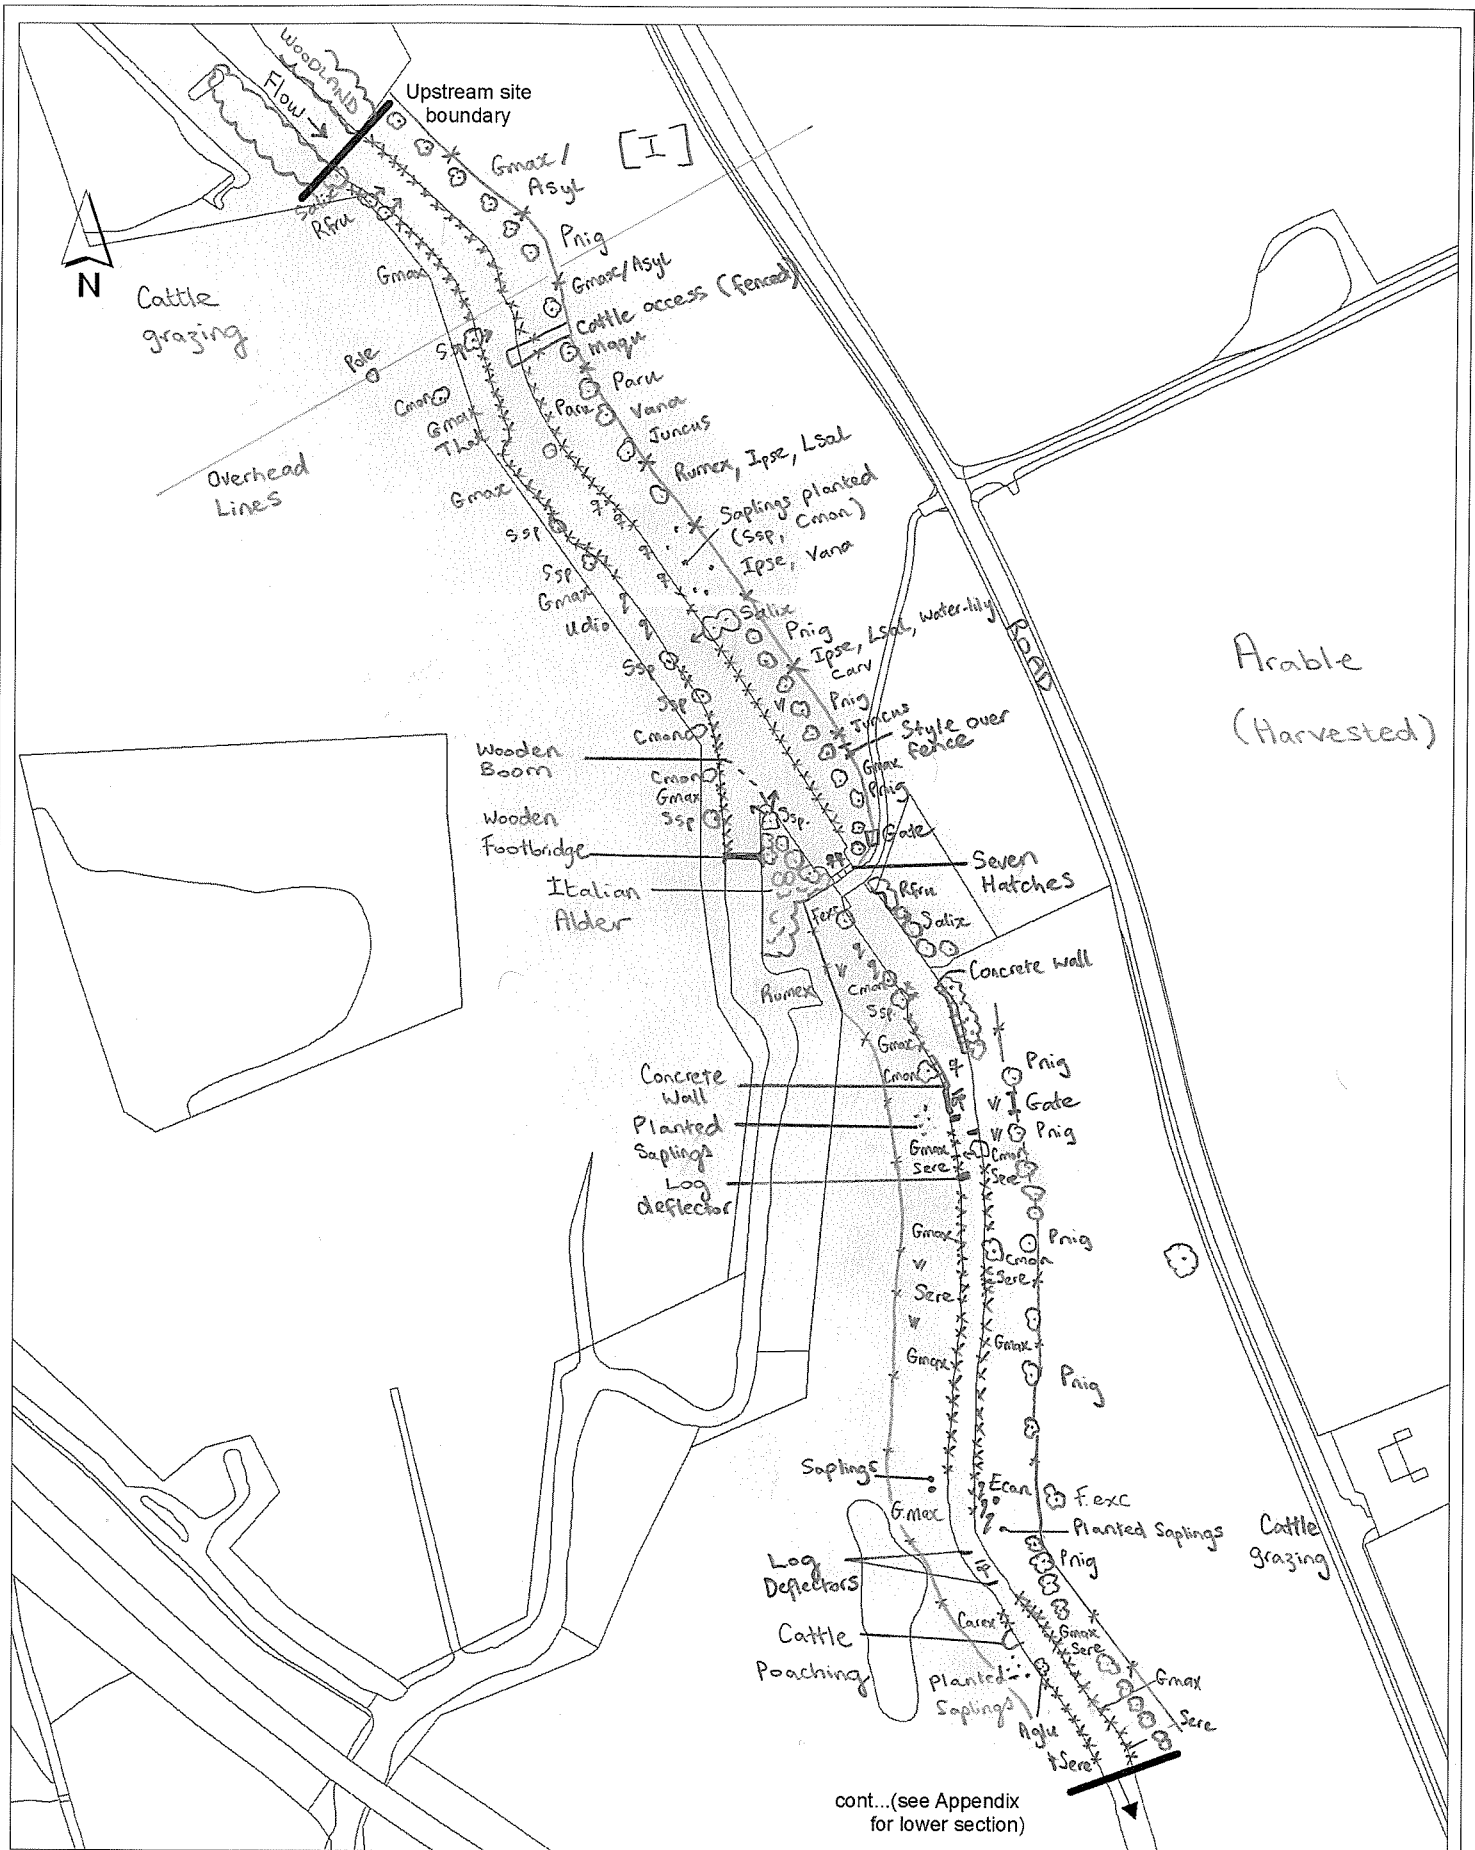 WOODLAND
Flow →
Upstream site
boundary
[I]
Gmax /
Asyl
Salix
Rfru
Pnig
N
Gmax
Gmax/Asyl
Cattle
grazing
Cattle access (fenced)
Maqu
Ssp
Pole
Paru
Cmon
Paru
Vana
Gmax
Juncus
Tha
Rumex, Ipse, Lsal
Overhead
Lines
Gmax
Saplings planted
(Ssp, Cmon)
Ssp
Ipse, Vana
Ssp
Gmax
Salix
Udio
Pnig
Ipse, Lsal, water-lily
Carv
ROAD
Arable
(Harvested)
Ssp
Ssp
Pnig
Juncus
Style over
fence
Cmon
Wooden
Boom
Cmon
Gmax
Gmax
Pnig
Ssp
Ssp.
Wooden
Footbridge
Gate
Seven
Hatches
Italian
Alder
Rfru
Fexc
Salix
Concrete wall
Rumex
Cmon
Ssp
Gmax
Concrete
Wall
Cmon
Pnig
Gate
Planted
Saplings
Pnig
Gmax
Sere
Cmon
Sere
Log
deflector
Gmax
Pnig
Cmon
Sere
Sere
Gmax
Gmax
Pnig
Saplings
Ecan
F.exc
G.max
Planted Saplings
Cattle
grazing
Log
Deflectors
Pnig
Carex
Gmax
Sere
Cattle
Poaching
Planted
Saplings
Gmax
Aglu
Sere
Sere
cont...(see Appendix
for lower section)